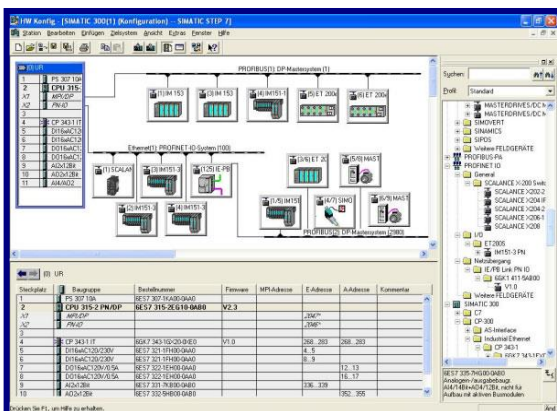 HW Konfig - [SIMATIC 300(1) (Konfiguration) -- SIMATIC STEP 7]
Station Bearbeiten Einfügen Zielsystem Ansicht Extras Fenster Hilfe
(0) UR
1 PS 307 10A
2 CPU 315-
X1 MPI/DP
X2 PN-IO
3
4 CP 343-1 IT
5 DI16xAC12
6 DI16xAC12
7 DO16xAC1
8 DO16xAC1
9 AI2x12Bit
10 AO2x12Bit
11 AI4/AO2
PROFIBUS(1): DP-Mastersystem (1)
(1) IM 153
(3) IM 153
(4) IM151-1
(5) ET 200
(6) ET 200
Ethernet(1): PROFINET-IO-System (100)
(1) SCALAN
(3) IM151-3
(125) IE-PB
(2) IM151-3
(4) IM151-3
(3/6) ET 20
(5/8) MAST
(1/5) IM151
(4/7) SIMO
(6/9) MAST
PROFIBUS(2): DP-Mastersystem (2980)
Suchen:
Profil: Standard
MASTERDRIVES/DC M
MASTERDRIVES/DC M
SIMOVERT
SINAMICS
SIPOS
Weitere FELDGERÄTE
PROFIBUS-PA
PROFINET IO
General
SCALANCE X-200 Switc
SCALANCE X202-2
SCALANCE X204 IR
SCALANCE X204-2
SCALANCE X206-1
SCALANCE X208
I/O
ET200S
IM151-3 PN
Netzübergang
IE/PB Link PN IO
6GK1 411-5AB00
V1.0
Weitere FELDGERÄTE
SIMATIC 300
C7
CP-300
AS-Interface
Industrial Ethernet
CP 343-1
6ES7 335-7HG00-0AB0
Analogein-/ausgabebaugr.
AI4/14Bit+AO4/12Bit, nicht für
Aufbau mit aktiven Busmodulen
(0) UR
Steckplatz Baugruppe Bestellnummer Firmware MPI-Adresse E-Adresse A-Adresse Kommentar
1 PS 307 10A 6ES7 307-1KA00-0AA0
2 CPU 315-2 PN/DP 6ES7 315-2EG10-0AB0 V2.3
X1 MPI/DP 2047*
X2 PN-IO 2046*
3
4 CP 343-1 IT 6GK7 343-1GX20-0XE0 V1.0 268...283 268...283
5 DI16xAC120/230V 6ES7 321-1FH00-0AA0 4...5
6 DI16xAC120/230V 6ES7 321-1FH00-0AA0 8...9
7 DO16xAC120V/0.5A 6ES7 322-1EH00-0AA0 12..13
8 DO16xAC120V/0.5A 6ES7 322-1EH00-0AA0 16...17
9 AI2x12Bit 6ES7 331-7KB00-0AB0 336...339
10 AO2x12Bit 6ES7 332-5HB00-0AB0 352...355
Drücken Sie F1, um Hilfe zu erhalten.